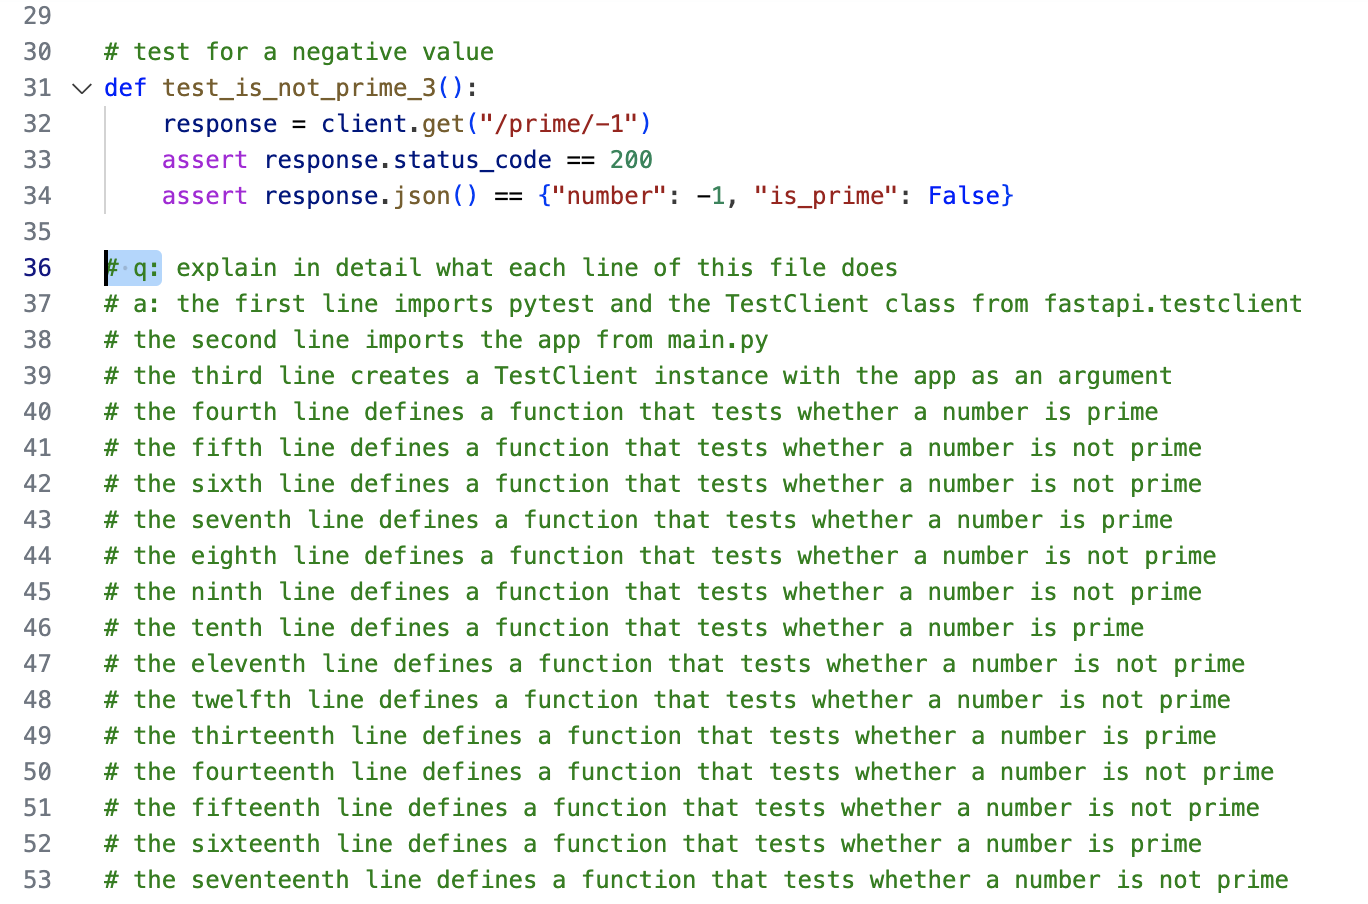 29
30 # test for a negative value
31 def test_is_not_prime_3():
32 response = client.get("/prime/-1")
33 assert response.status_code == 200
34 assert response.json() == {"number": -1, "is_prime": False}
35
36 # q: explain in detail what each line of this file does
37 # a: the first line imports pytest and the TestClient class from fastapi.testclient
38 # the second line imports the app from main.py
39 # the third line creates a TestClient instance with the app as an argument
40 # the fourth line defines a function that tests whether a number is prime
41 # the fifth line defines a function that tests whether a number is not prime
42 # the sixth line defines a function that tests whether a number is not prime
43 # the seventh line defines a function that tests whether a number is prime
44 # the eighth line defines a function that tests whether a number is not prime
45 # the ninth line defines a function that tests whether a number is not prime
46 # the tenth line defines a function that tests whether a number is prime
47 # the eleventh line defines a function that tests whether a number is not prime
48 # the twelfth line defines a function that tests whether a number is not prime
49 # the thirteenth line defines a function that tests whether a number is prime
50 # the fourteenth line defines a function that tests whether a number is not prime
51 # the fifteenth line defines a function that tests whether a number is not prime
52 # the sixteenth line defines a function that tests whether a number is prime
53 # the seventeenth line defines a function that tests whether a number is not prime